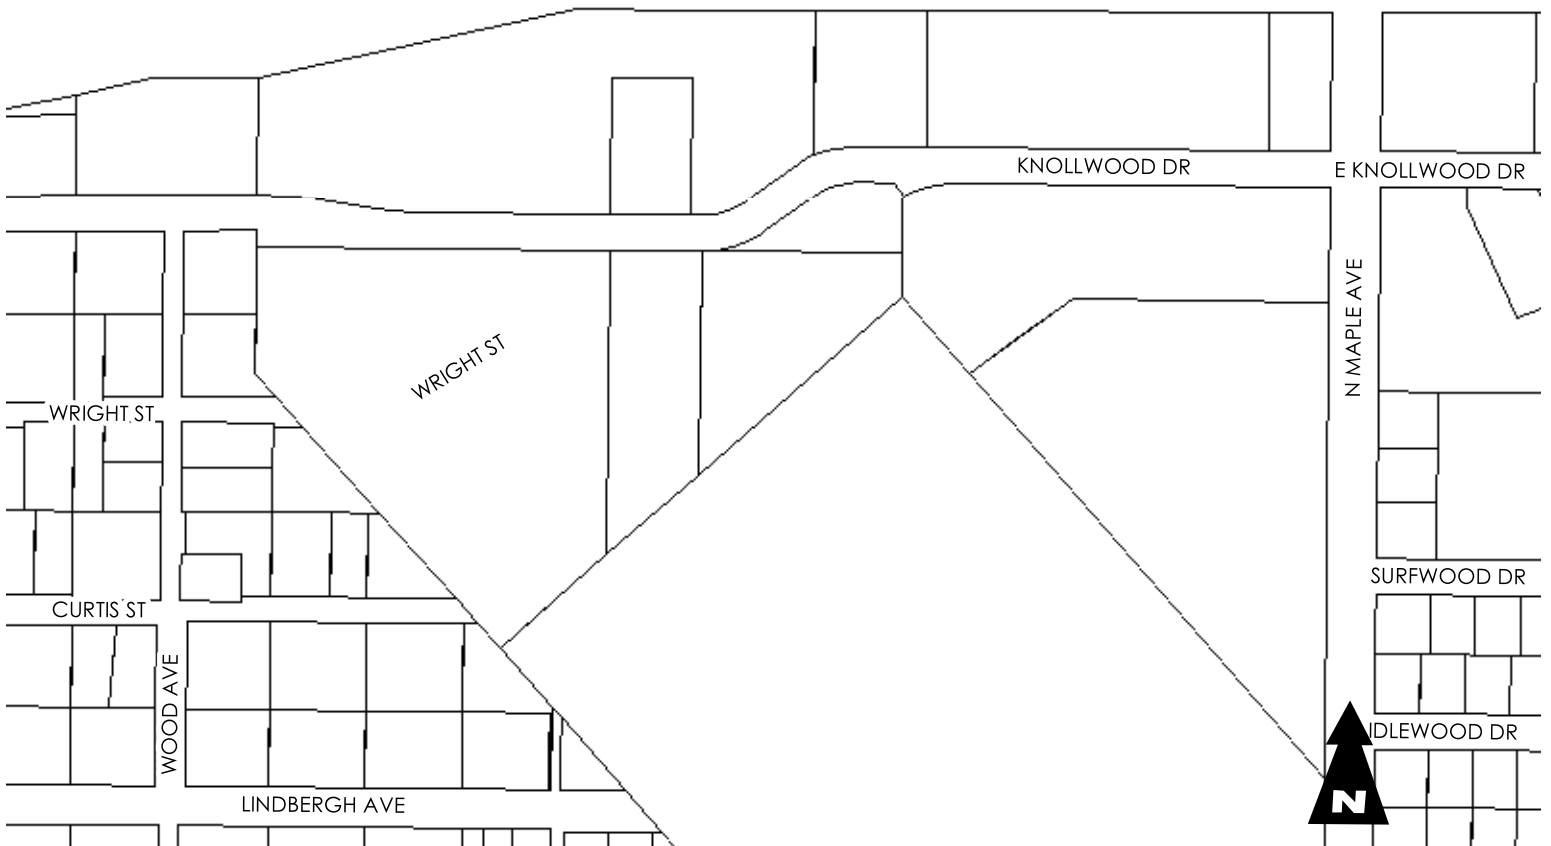 KNOLLWOOD DR
E KNOLLWOOD DR
N MAPLE AVE
WRIGHT ST
WRIGHT ST
SURFWOOD DR
CURTIS ST
WOOD AVE
IDLEWOOD DR
LINDBERGH AVE
N